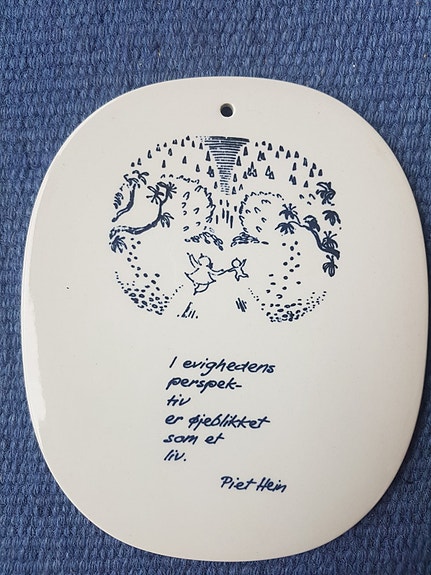 I evighedens
perspek-
tiv
er øjeblikket
som et
liv.
Piet Hein